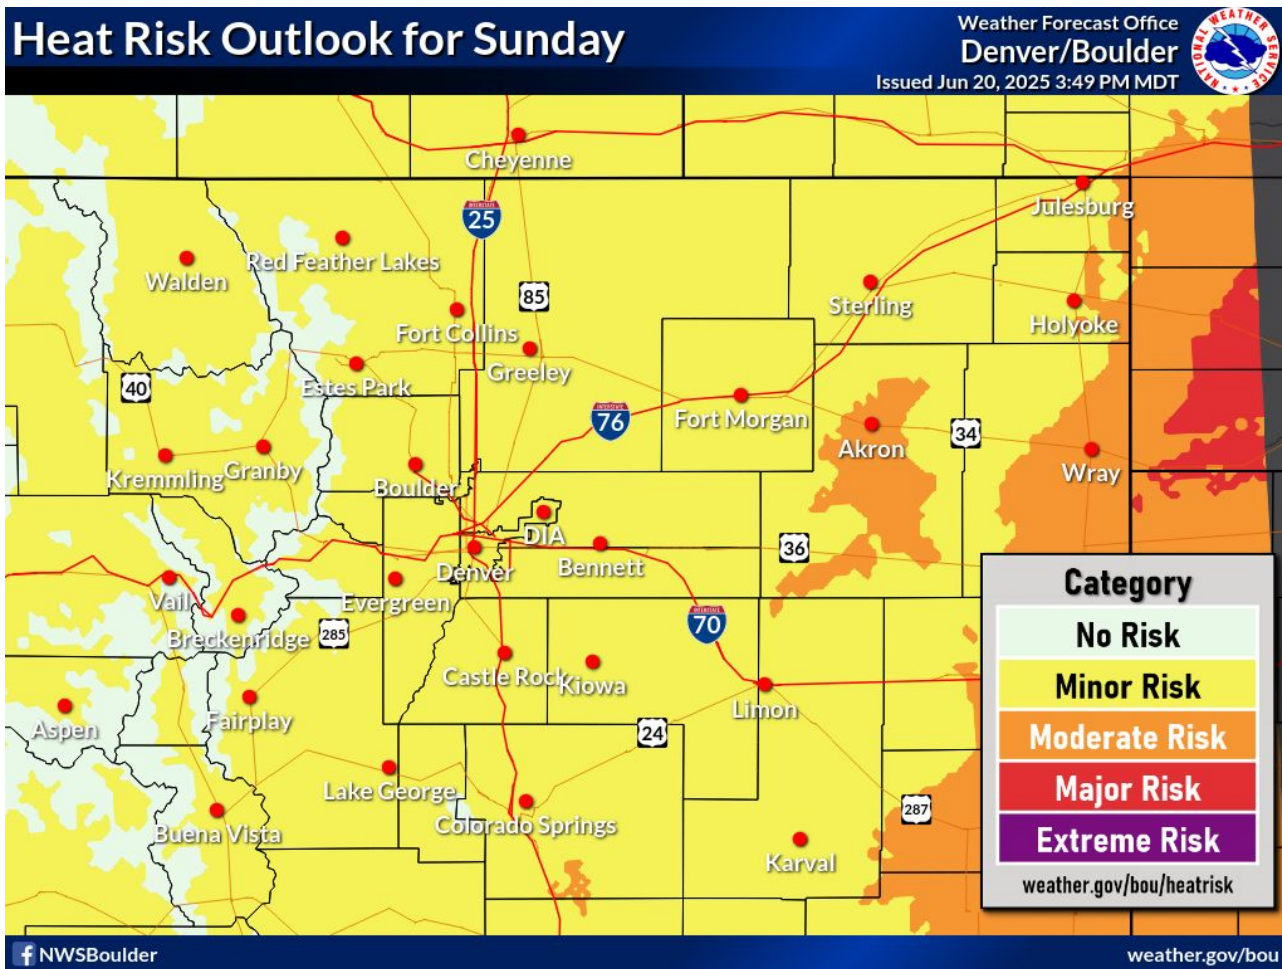 Heat Risk Outlook for Sunday
Weather Forecast Office
Denver/Boulder
Issued Jun 20, 2025 3:49 PM MDT
NATIONAL WEATHER SERVICE
Cheyenne
Julesburg
INTERSTATE
25
Red Feather Lakes
Walden
85
Sterling
Fort Collins
Holyoke
Greeley
Estes Park
40
INTERSTATE
76
Fort Morgan
34
Akron
Kremmling
Granby
Wray
Boulder
DIA
36
Denver
Bennett
Vail
Evergreen
Breckenridge
285
INTERSTATE
70
Castle Rock
Kiowa
Limon
Aspen
Fairplay
24
Lake George
Colorado Springs
Buena Vista
287
Karval
Category
No Risk
Minor Risk
Moderate Risk
Major Risk
Extreme Risk
weather.gov/bou/heatrisk
NWSBoulder
weather.gov/bou